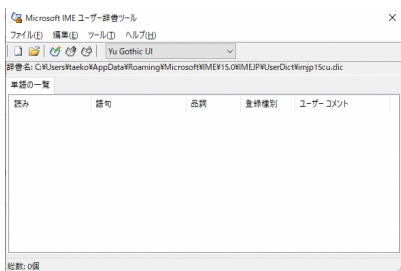 Microsoft IME ユーザー辞書ツール
ファイル(F) 編集(E) ツール(T) ヘルプ(H)
Yu Gothic UI
辞書名: C:¥Users¥taeko¥AppData¥Roaming¥Microsoft¥IME¥15.0¥IMEJP¥UserDict¥imjp15cu.dic
単語の一覧
読み 語句 品詞 登録種別 ユーザー コメント
総数: 0個